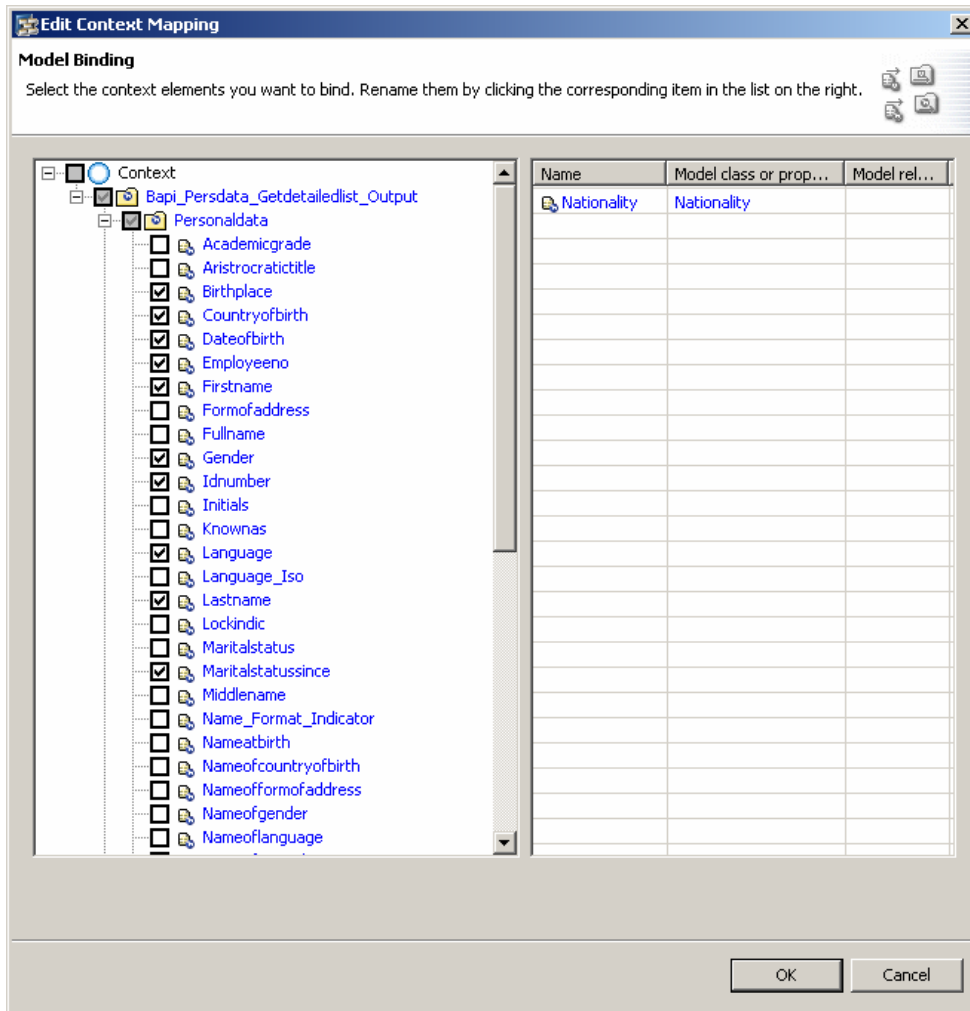 Edit Context Mapping
Model Binding
Select the context elements you want to bind. Rename them by clicking the corresponding item in the list on the right.
Context
Bapi_Persdata_Getdetailedlist_Output
Personaldata
Academicgrade
Aristrocratictitle
Birthplace
Countryofbirth
Dateofbirth
Employeeno
Firstname
Formofaddress
Fullname
Gender
Idnumber
Initials
Knownas
Language
Language_Iso
Lastname
Lockindic
Maritalstatus
Maritalstatussince
Middlename
Name_Format_Indicator
Nameatbirth
Nameofcountryofbirth
Nameofformofaddress
Nameofgender
Nameoflanguage
Name Model class or prop... Model rel...
Nationality Nationality
OK Cancel